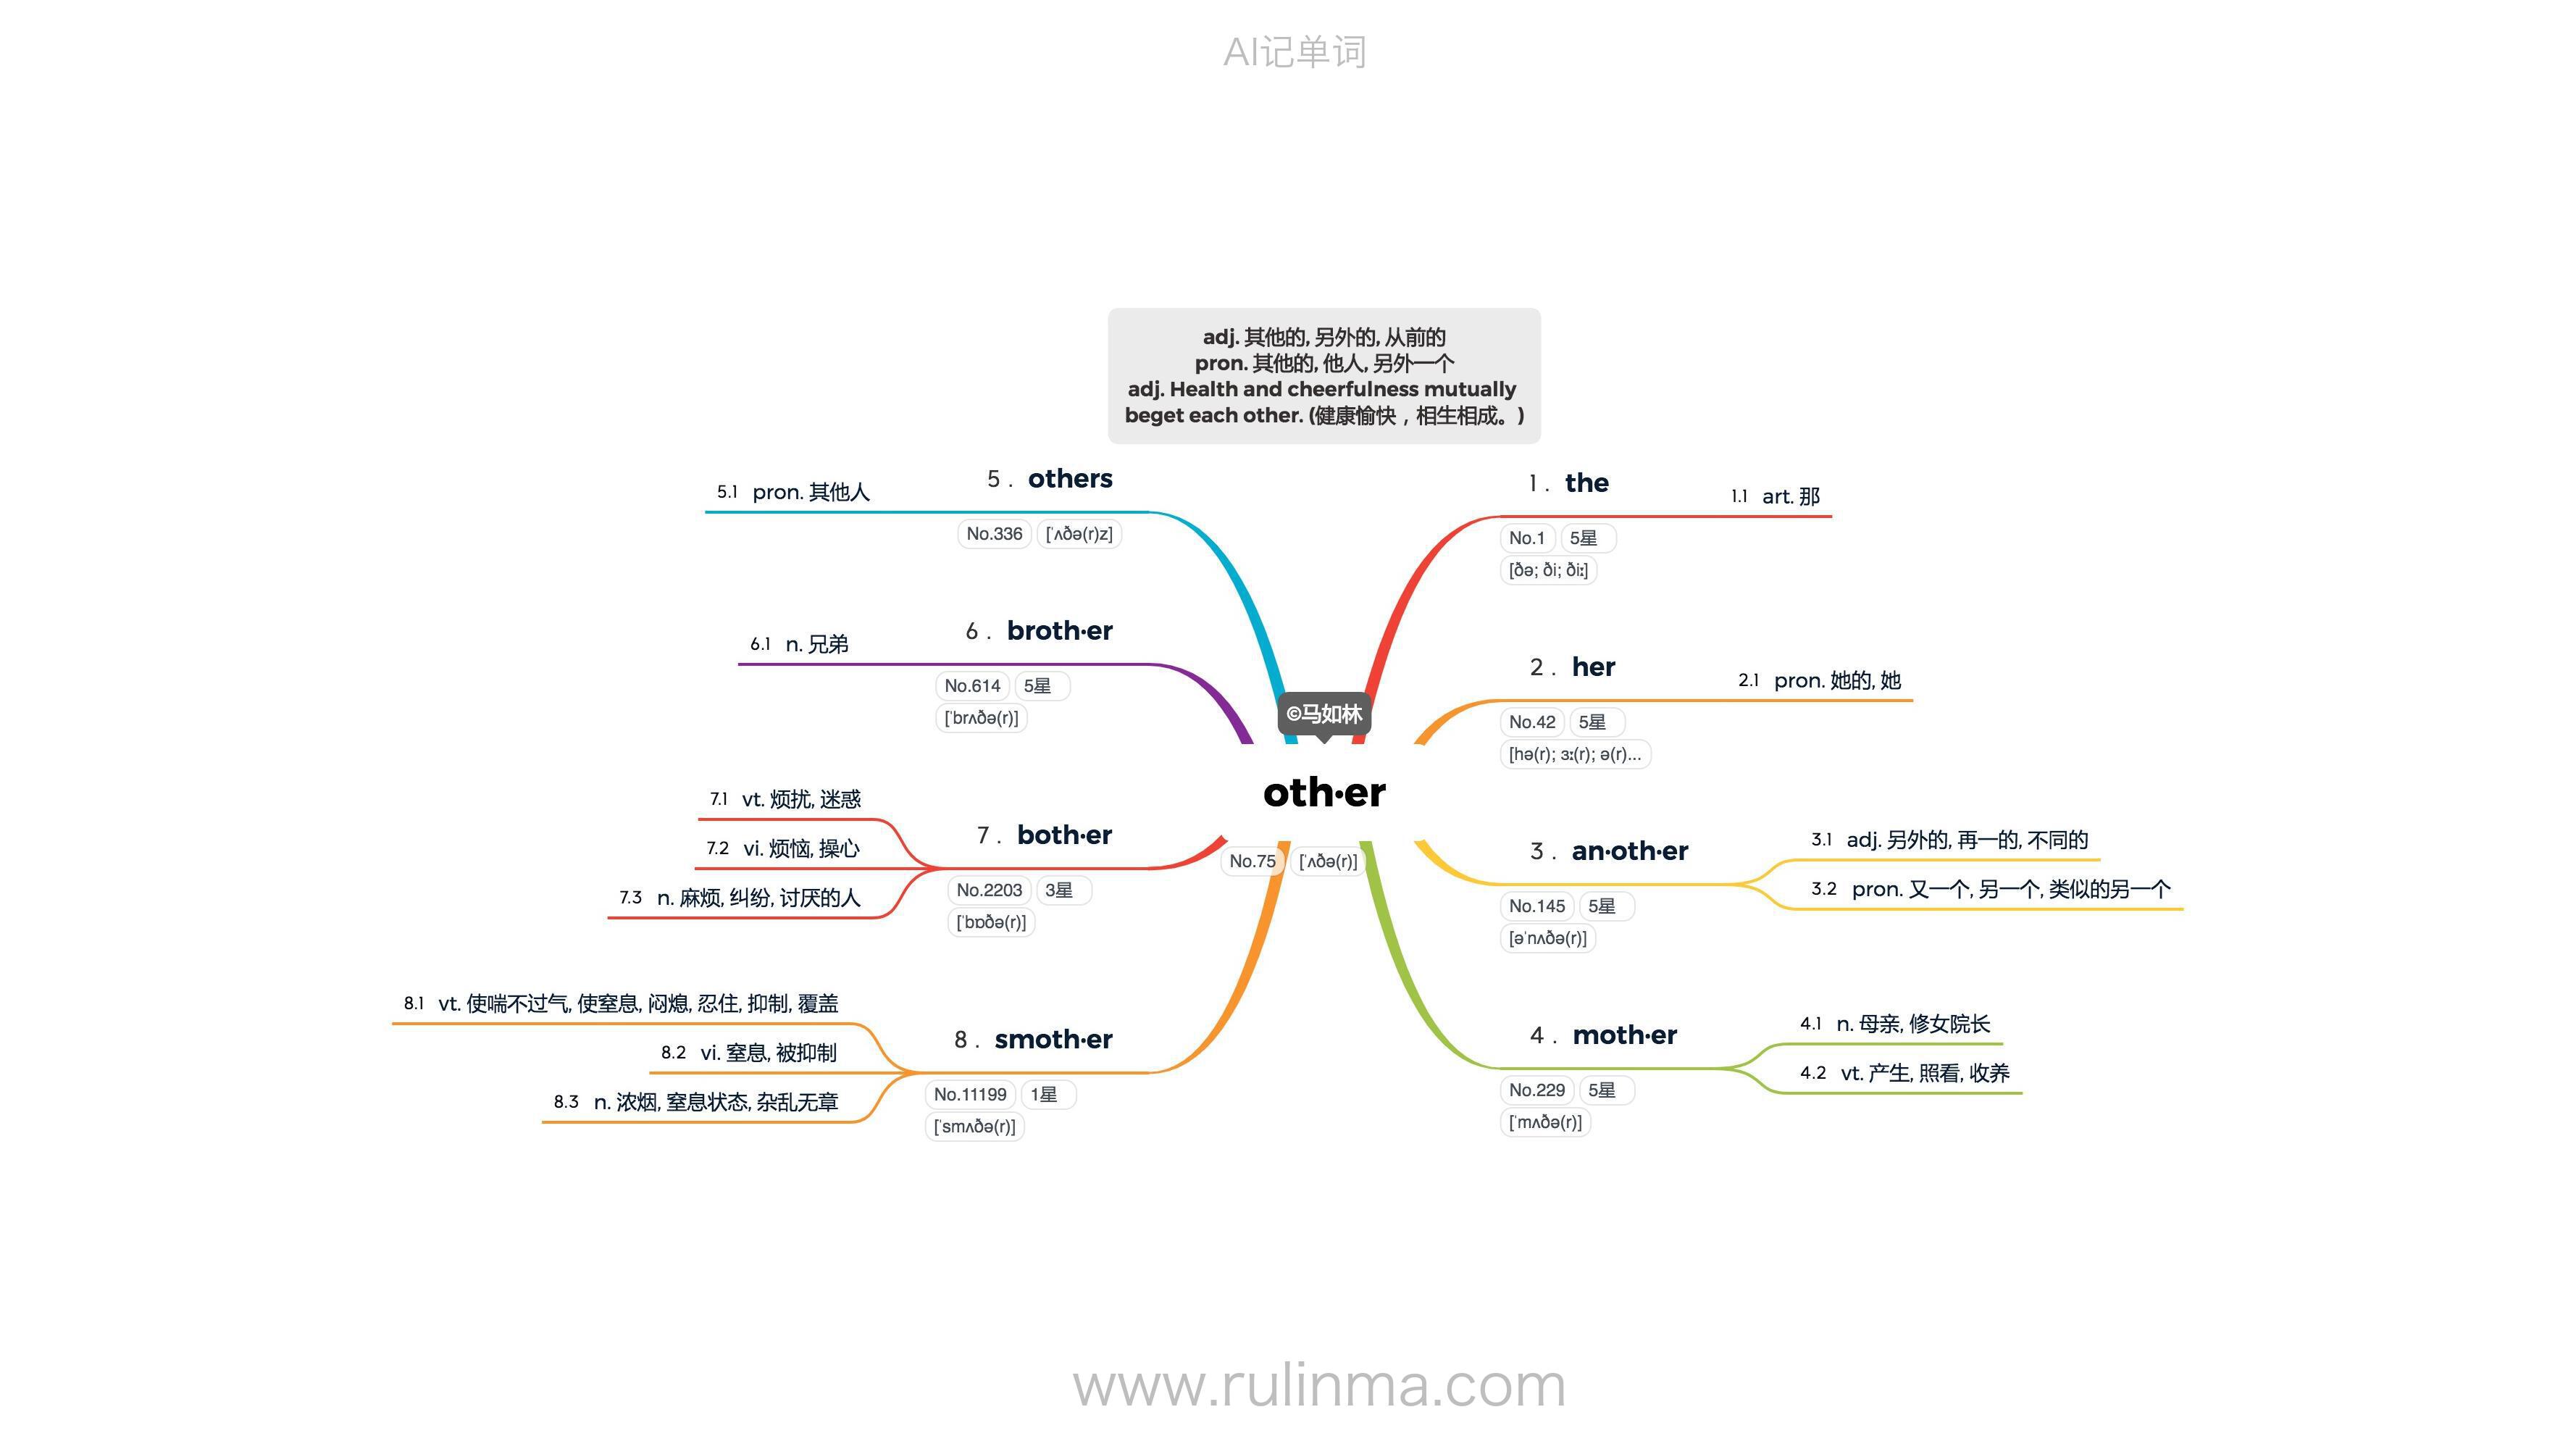 AI记单词
adj. 其他的, 另外的, 从前的
pron. 其他的, 他人, 另外一个
adj. Health and cheerfulness mutually
beget each other. (健康愉快，相生相成。)
©马如林
oth·er
No.75 [ˈʌðə(r)]
1 . the
No.1 5星
[ðə; ði; ðiː]
1.1 art. 那
2 . her
No.42 5星
[hə(r); ɜː(r); ə(r)...
2.1 pron. 她的, 她
3 . an·oth·er
No.145 5星
[əˈnʌðə(r)]
3.1 adj. 另外的, 再一的, 不同的
3.2 pron. 又一个, 另一个, 类似的另一个
4 . moth·er
No.229 5星
[ˈmʌðə(r)]
4.1 n. 母亲, 修女院长
4.2 vt. 产生, 照看, 收养
5 . others
No.336 [ˈʌðə(r)z]
5.1 pron. 其他人
6 . broth·er
No.614 5星
[ˈbrʌðə(r)]
6.1 n. 兄弟
7 . both·er
No.2203 3星
[ˈbɒðə(r)]
7.1 vt. 烦扰, 迷惑
7.2 vi. 烦恼, 操心
7.3 n. 麻烦, 纠纷, 讨厌的人
8 . smoth·er
No.11199 1星
[ˈsmʌðə(r)]
8.1 vt. 使喘不过气, 使窒息, 闷熄, 忍住, 抑制, 覆盖
8.2 vi. 窒息, 被抑制
8.3 n. 浓烟, 窒息状态, 杂乱无章
www.rulinma.com